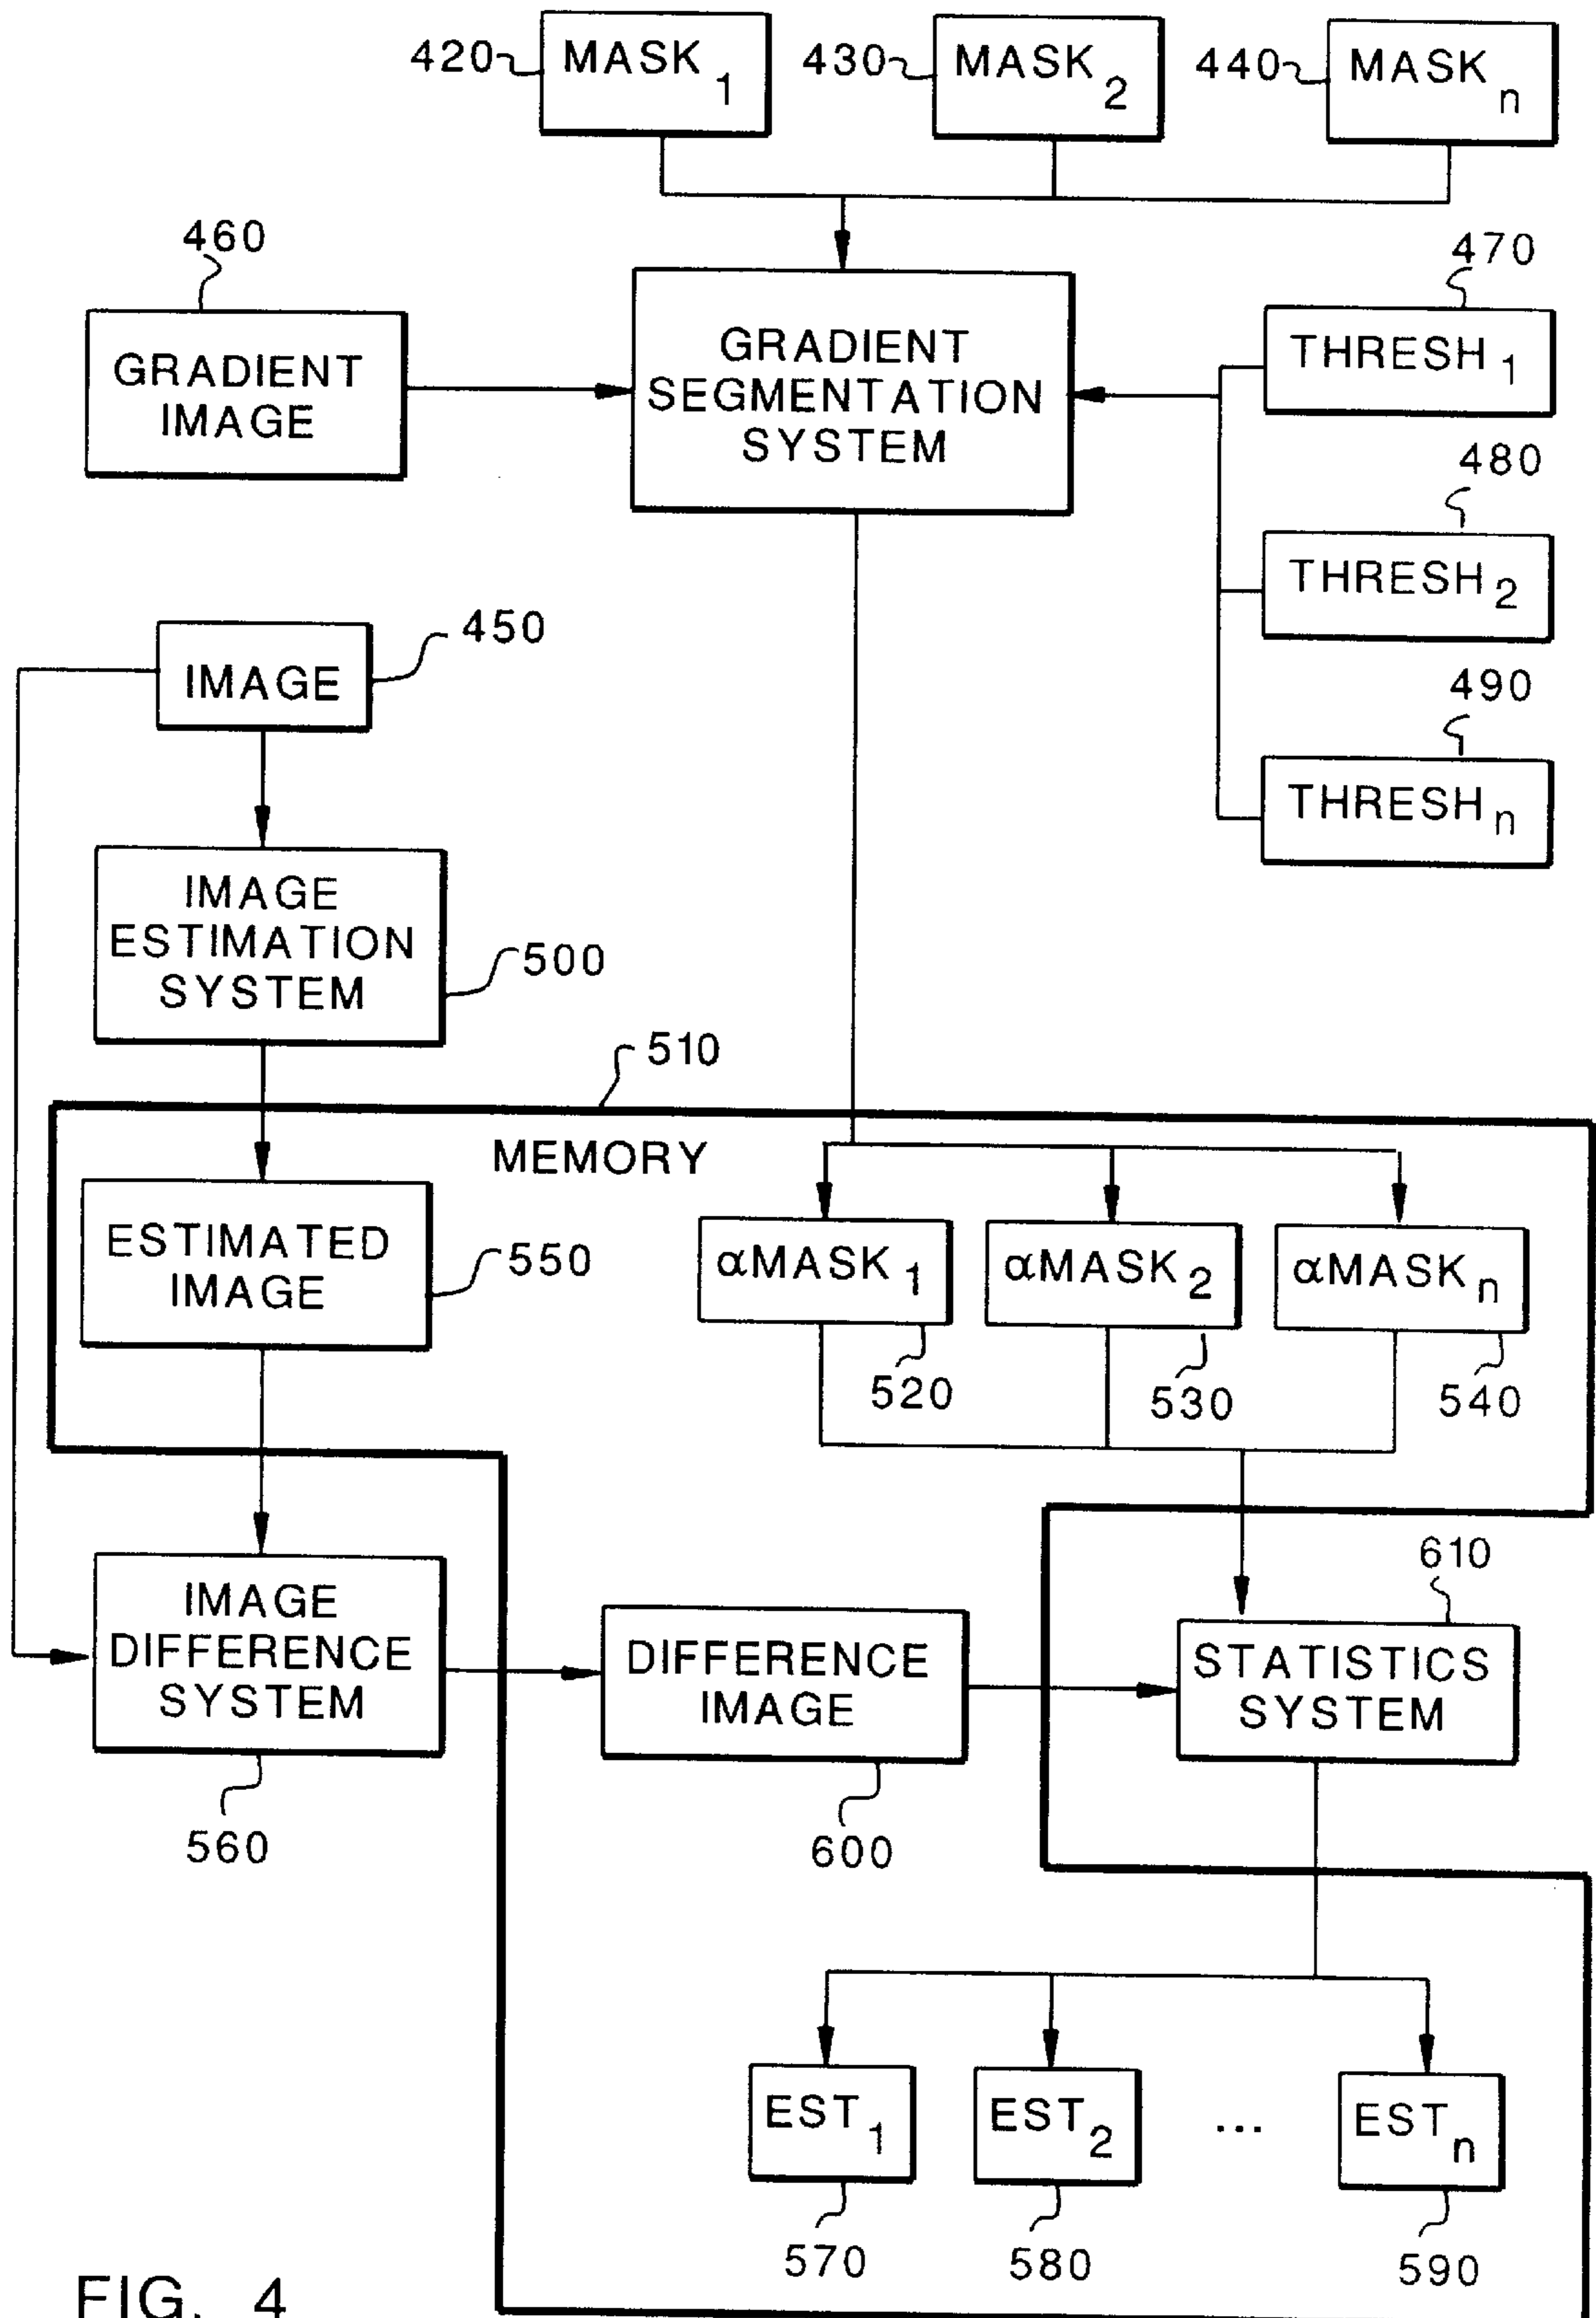 420 MASK 1 430 MASK 2 440 MASK n
460
470
GRADIENT
IMAGE
GRADIENT
SEGMENTATION
SYSTEM
THRESH 1
480
THRESH 2
490
THRESH n
450
IMAGE
IMAGE
ESTIMATION
SYSTEM
500
510
MEMORY
ESTIMATED
IMAGE
550
αMASK 1 αMASK 2 αMASK n
520 530 540
610
IMAGE
DIFFERENCE
SYSTEM
DIFFERENCE
IMAGE
STATISTICS
SYSTEM
560
600
EST 1 EST 2 ... EST n
570 580 590
FIG. 4